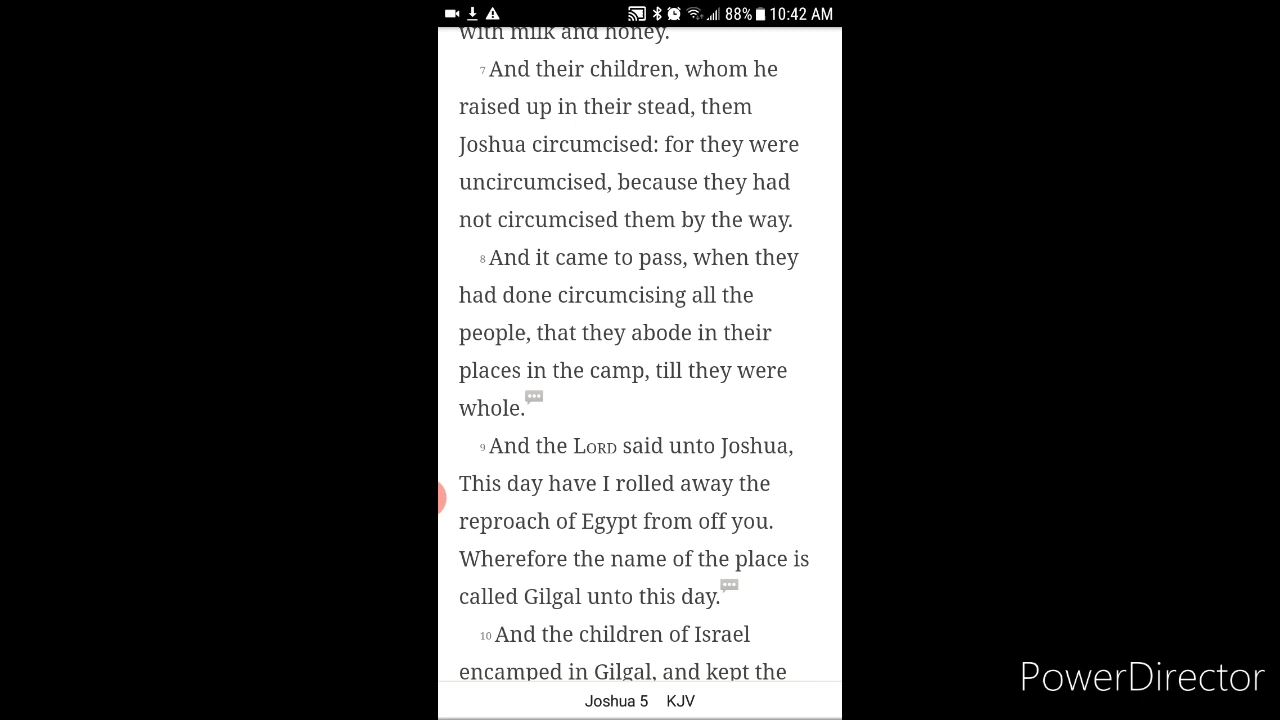 88% 10:42 AM
with milk and honey.
7 And their children, whom he
raised up in their stead, them
Joshua circumcised: for they were
uncircumcised, because they had
not circumcised them by the way.
8 And it came to pass, when they
had done circumcising all the
people, that they abode in their
places in the camp, till they were
whole.
9 And the LORD said unto Joshua,
This day have I rolled away the
reproach of Egypt from off you.
Wherefore the name of the place is
called Gilgal unto this day.
10 And the children of Israel
encamped in Gilgal, and kept the
Joshua 5 KJV
PowerDirector